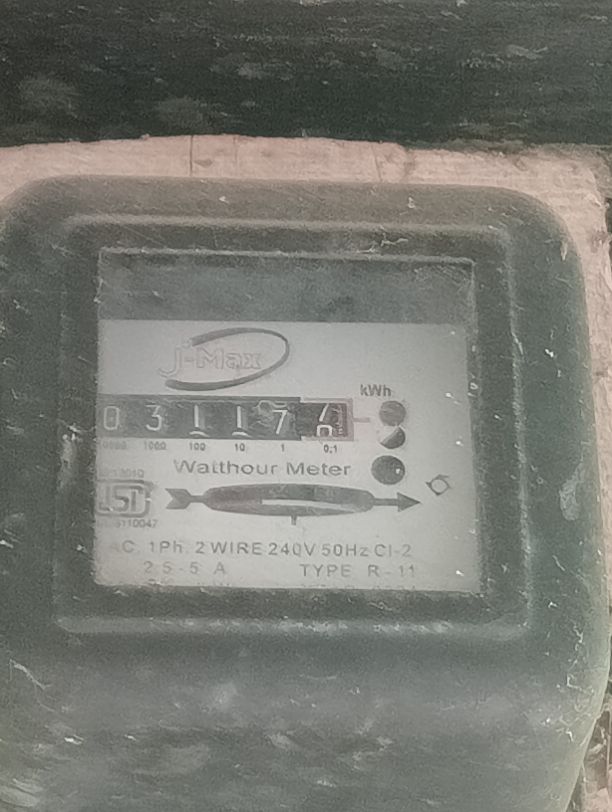 J-Max
kWh
0 3 1 1 7
1000 100 10 1 0,1
Watthour Meter
ISI
AC. 1Ph. 2 WIRE 240V 50Hz Cl-2
2.5-5 A TYPE R-11